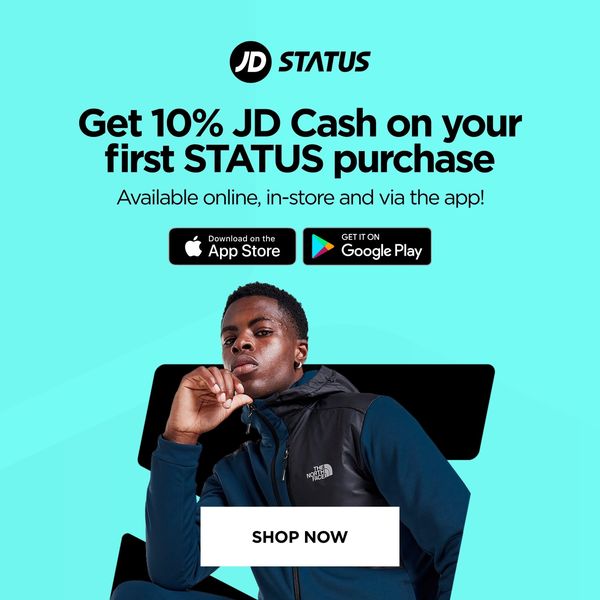 JD STATUS
Get 10% JD Cash on your
first STATUS purchase
Available online, in-store and via the app!
Download on the
App Store
GET IT ON
Google Play
THE
NORTH
FACE
SHOP NOW